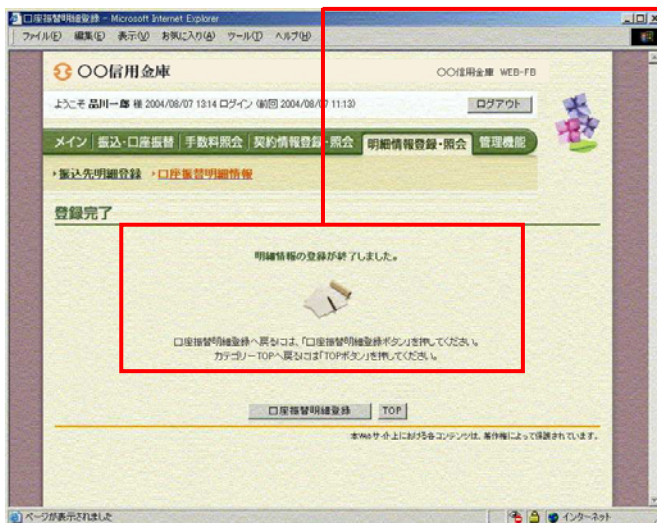 口座振替明細登録 - Microsoft Internet Explorer
ファイル(F) 編集(E) 表示(V) お気に入り(A) ツール(T) ヘルプ(H)
〇〇信用金庫
〇〇信用金庫 WEB-FB
ようこそ 品川一郎 様 2004/08/07 13:14 ログイン (前回 2004/08/07 11:13)
ログアウト
メイン 振込・口座振替 手数料照会 契約情報登録・照会 明細情報登録・照会 管理機能
振込先明細登録 口座振替明細情報
登録完了
明細情報の登録が終了しました。
口座振替明細登録へ戻るには、「口座振替明細登録ボタン」を押してください。
カテゴリーTOPへ戻るには「TOPボタン」を押してください。
口座振替明細登録 TOP
本Webサイト上における各コンテンツは、著作権によって保護されています。
ページが表示されました
インターネット